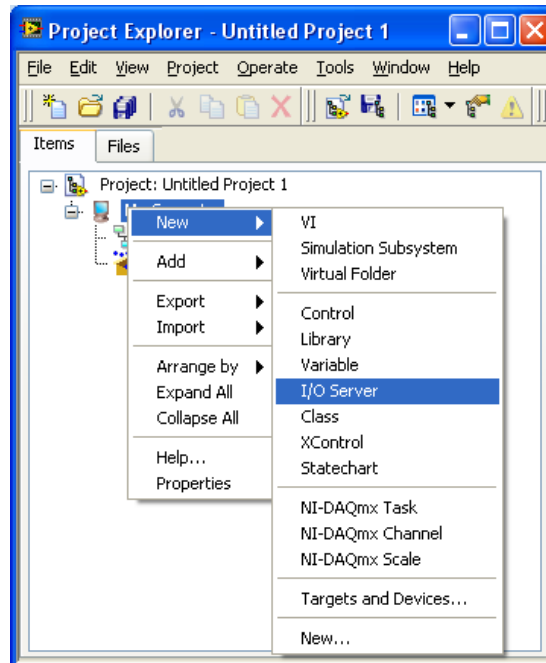 Project Explorer - Untitled Project 1
File Edit View Project Operate Tools Window Help
Items Files
Project: Untitled Project 1
New
Add
Export
Import
Arrange by
Expand All
Collapse All
Help...
Properties
VI
Simulation Subsystem
Virtual Folder
Control
Library
Variable
I/O Server
Class
XControl
Statechart
NI-DAQmx Task
NI-DAQmx Channel
NI-DAQmx Scale
Targets and Devices...
New...